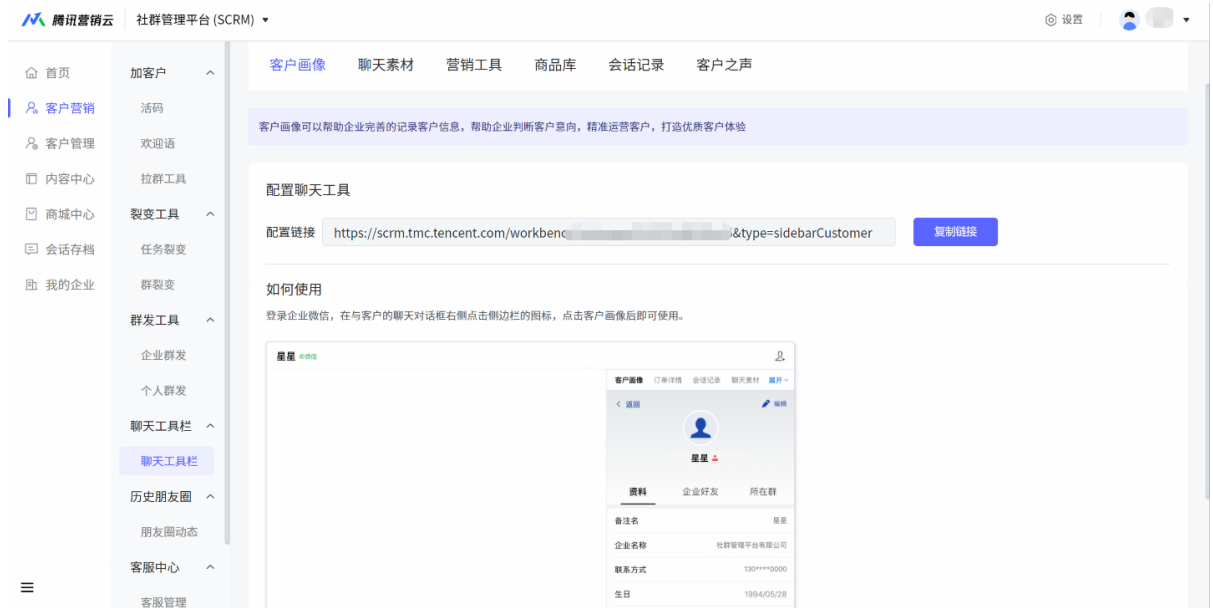 腾讯营销云 社群管理平台 (SCRM)
设置
首页
客户营销
客户管理
内容中心
商城中心
会话存档
我的企业
加客户
活码
欢迎语
拉群工具
裂变工具
任务裂变
群裂变
群发工具
企业群发
个人群发
聊天工具栏
聊天工具栏
历史朋友圈
朋友圈动态
客服中心
客服管理
客户画像 聊天素材 营销工具 商品库 会话记录 客户之声
客户画像可以帮助企业完善的记录客户信息，帮助企业判断客户意向，精准运营客户，打造优质客户体验
配置聊天工具
配置链接 https://scrm.tmc.tencent.com/workbenc &type=sidebarCustomer 复制链接
如何使用
登录企业微信，在与客户的聊天对话框右侧点击侧边栏的图标，点击客户画像后即可使用。
星星 @微信
客户画像 订单详情 会话记录 聊天素材 展开
返回 编辑
星星
资料 企业好友 所在群
备注名 星星
企业名称 社群管理平台有限公司
联系方式 130****0000
生日 1994/05/28